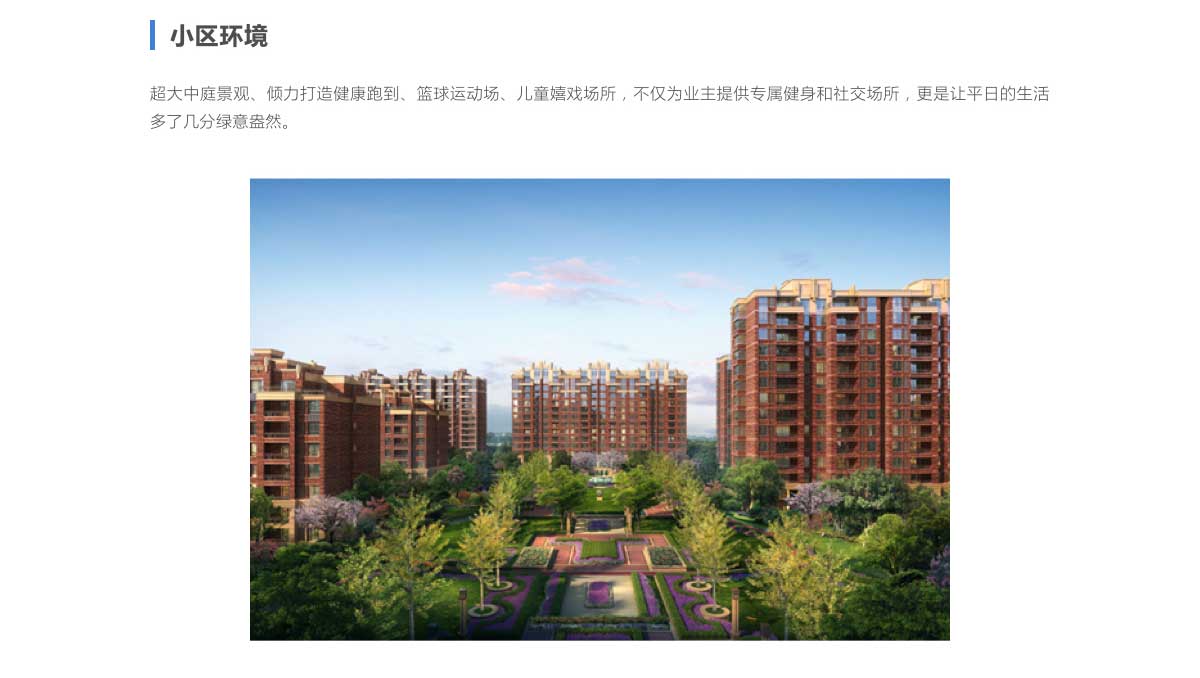 小区环境
超大中庭景观、倾力打造健康跑到、篮球运动场、儿童嬉戏场所，不仅为业主提供专属健身和社交场所，更是让平日的生活
多了几分绿意盎然。